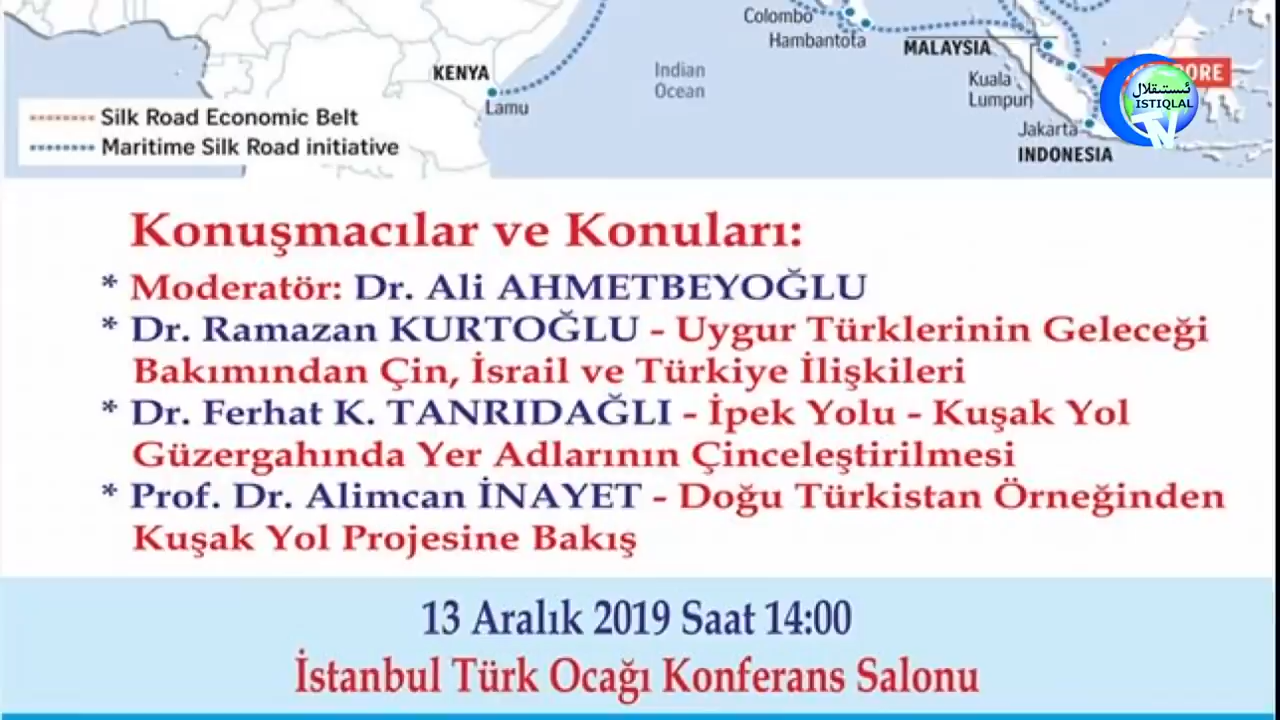 Colombo
Hambantota
MALAYSIA
KENYA
Indian
Ocean
Kuala
Lumpur
Lamu
ئىستىقلال
ISTIQLAL
TV
Silk Road Economic Belt
Maritime Silk Road initiative
Jakarta
INDONESIA
Konuşmacılar ve Konuları:
* Moderatör: Dr. Ali AHMETBEYOĞLU
* Dr. Ramazan KURTOĞLU - Uygur Türklerinin Geleceği
Bakımından Çin, İsrail ve Türkiye İlişkileri
* Dr. Ferhat K. TANRIDAĞLI - İpek Yolu - Kuşak Yol
Güzergahında Yer Adlarının Çinceleştirilmesi
* Prof. Dr. Alimcan İNAYET - Doğu Türkistan Örneğinden
Kuşak Yol Projesine Bakış
13 Aralık 2019 Saat 14:00
İstanbul Türk Ocağı Konferans Salonu